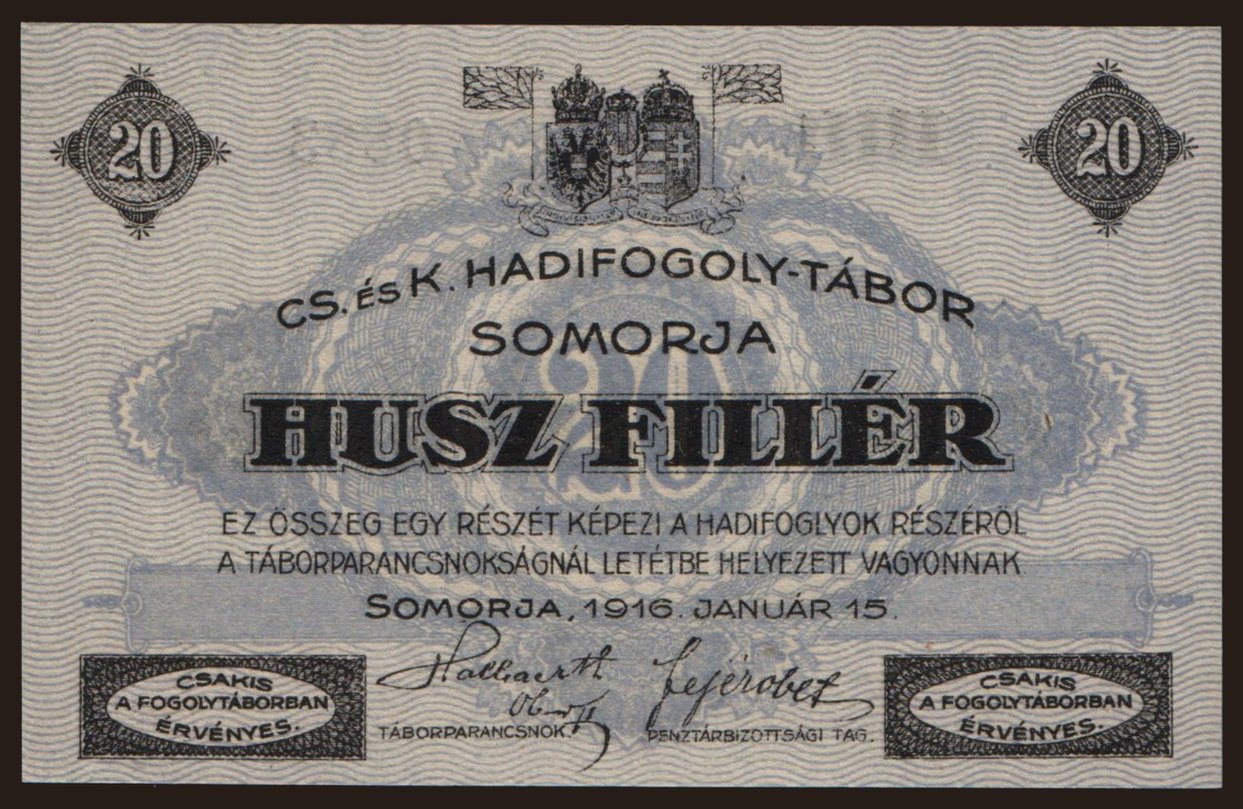 20
20
CS. ÉS K. HADIFOGOLY-TÁBOR
SOMORJA
20
HUSZ FILLÉR
EZ ÖSSZEG EGY RÉSZÉT KÉPEZI A HADIFOGLYOK RÉSZÉRŐL
A TÁBORPARANCSNOKSÁGNÁL LETÉTBE HELYEZETT VAGYONNAK
SOMORJA, 1916. JANUÁR 15.
CSAKIS
A FOGOLYTÁBORBAN
ÉRVÉNYES.
TÁBORPARANCSNOK
PÉNZTÁRBIZOTTSÁGI TAG.
CSAKIS
A FOGOLYTÁBORBAN
ÉRVÉNYES.